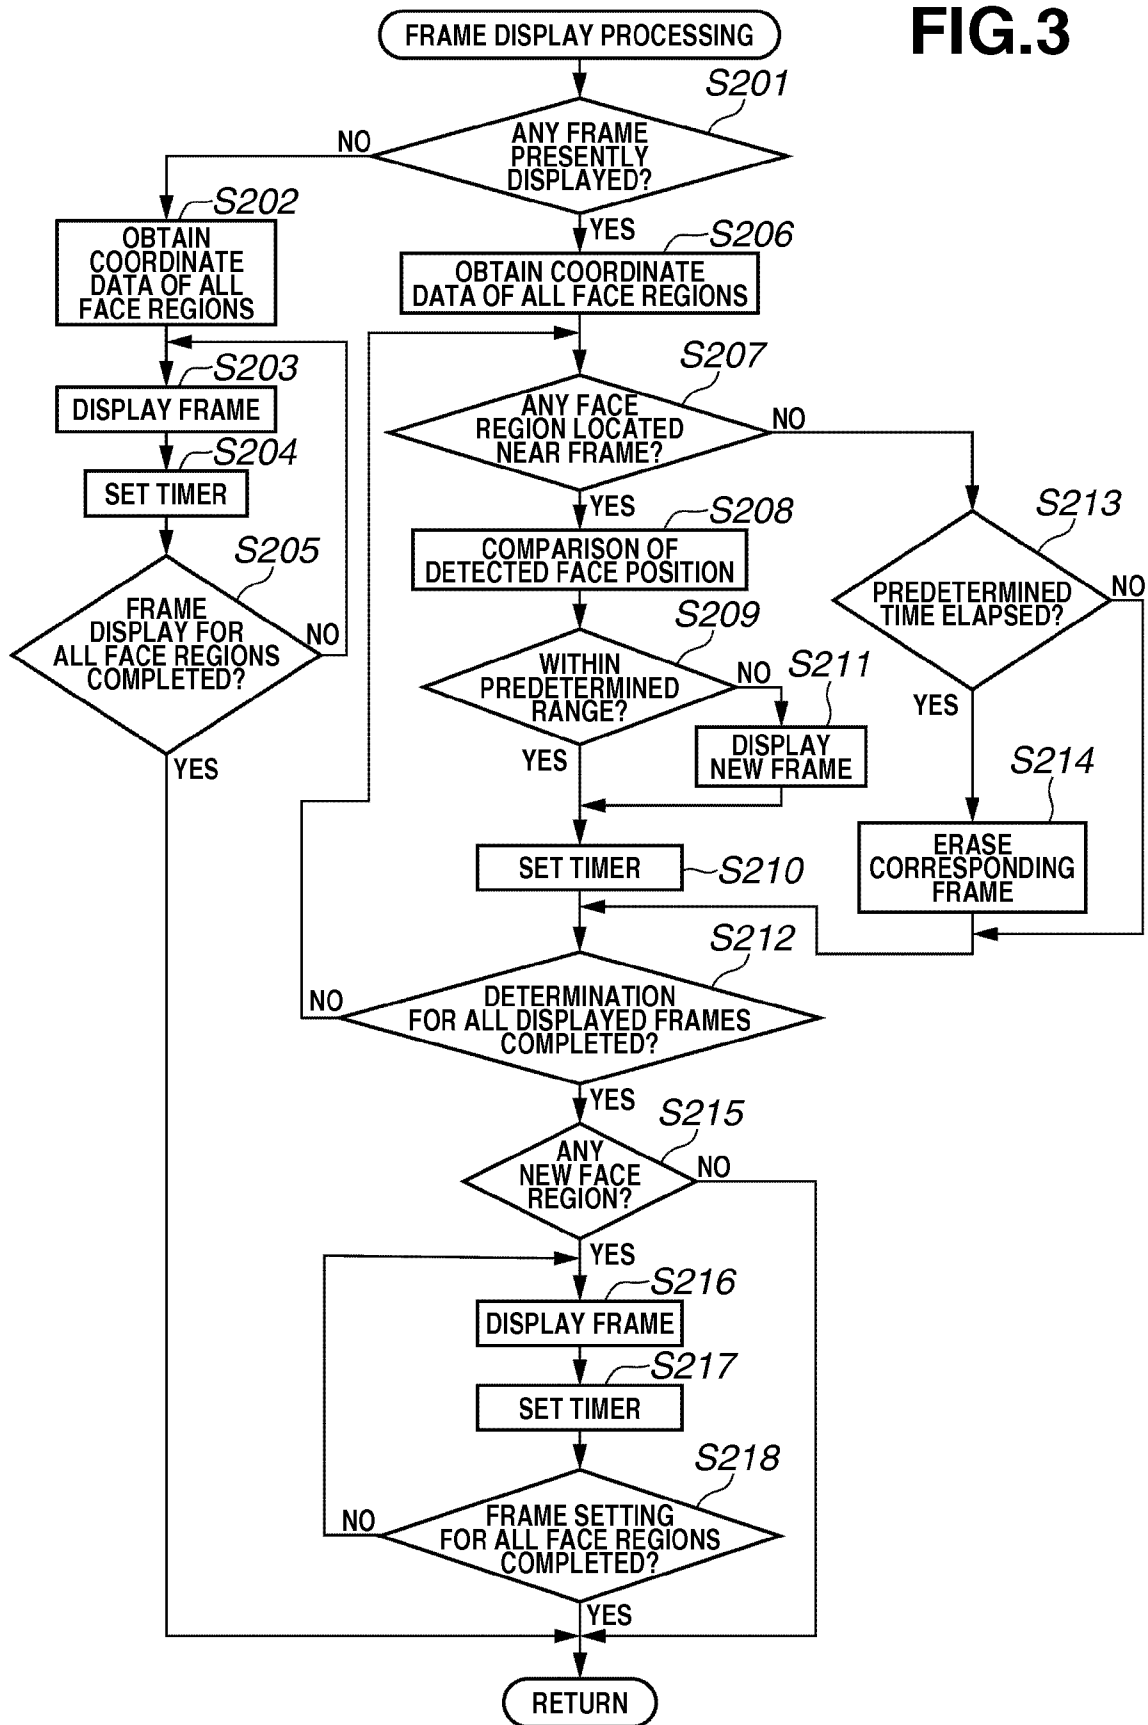 FIG.3
FRAME DISPLAY PROCESSING
S201
ANY FRAME
PRESENTLY
DISPLAYED?
NO
YES
S202
OBTAIN
COORDINATE
DATA OF ALL
FACE REGIONS
S203
DISPLAY FRAME
S204
SET TIMER
S205
FRAME
DISPLAY FOR
ALL FACE REGIONS
COMPLETED?
NO
YES
S206
OBTAIN COORDINATE
DATA OF ALL FACE REGIONS
S207
ANY FACE
REGION LOCATED
NEAR FRAME?
NO
YES
S208
COMPARISON OF
DETECTED FACE POSITION
S209
WITHIN
PREDETERMINED
RANGE?
NO
YES
S211
DISPLAY
NEW FRAME
S210
SET TIMER
S213
PREDETERMINED
TIME ELAPSED?
NO
YES
S214
ERASE
CORRESPONDING
FRAME
S212
DETERMINATION
FOR ALL DISPLAYED FRAMES
COMPLETED?
NO
YES
S215
ANY
NEW FACE
REGION?
NO
YES
S216
DISPLAY FRAME
S217
SET TIMER
S218
FRAME SETTING
FOR ALL FACE REGIONS
COMPLETED?
NO
YES
RETURN